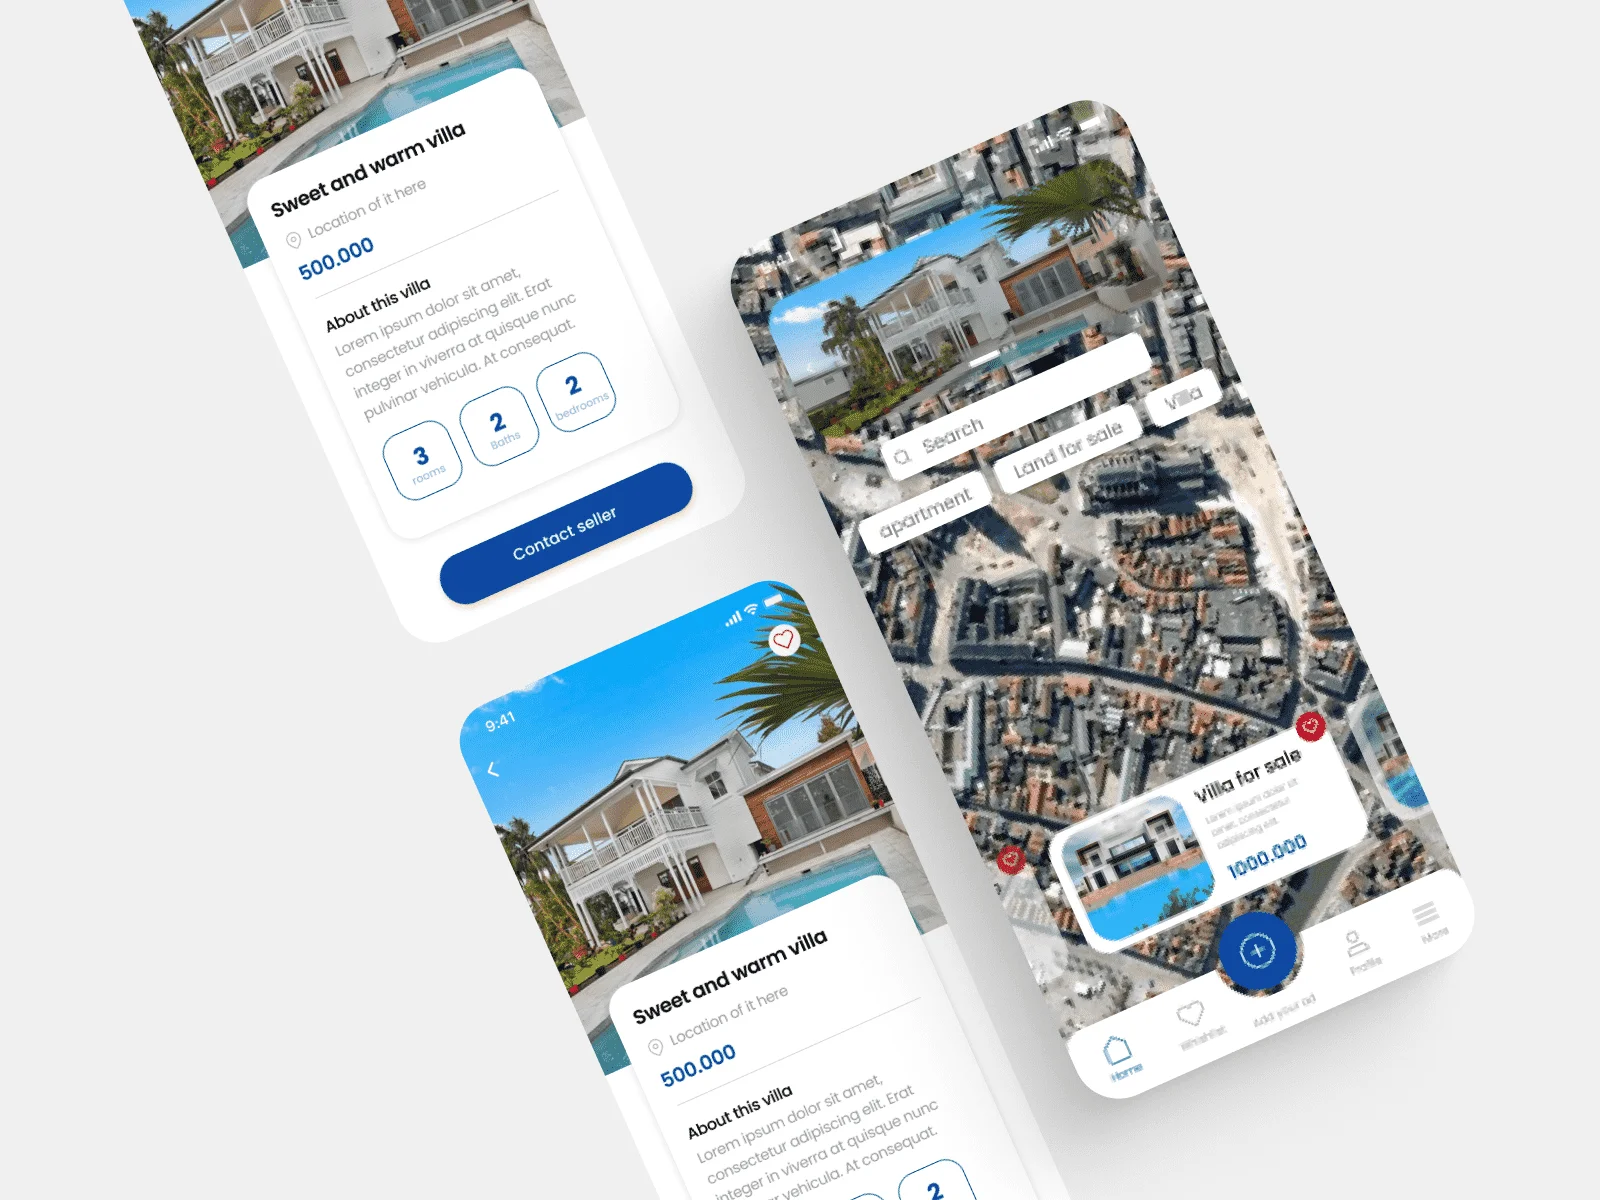 Sweet and warm villa
Location of it here
500.000
About this villa
Lorem ipsum dolor sit amet,
consectetur adipiscing elit. Erat
integer in viverra at quisque nunc
pulvinar vehicula. At consequat.
3
rooms
2
Baths
2
bedrooms
Contact seller
9:41
Sweet and warm villa
Location of it here
500.000
About this villa
Lorem ipsum dolor sit amet,
consectetur adipiscing elit. Erat
integer in viverra at quisque nunc
pulvinar vehicula. At consequat.
2
Search
apartment
Land for sale
Villa
Villa for sale
Lorem ipsum dolor sit
amet, consectetur
adipiscing elit.
1000.000
Home
Whishlist
Add your ad
Profile
More